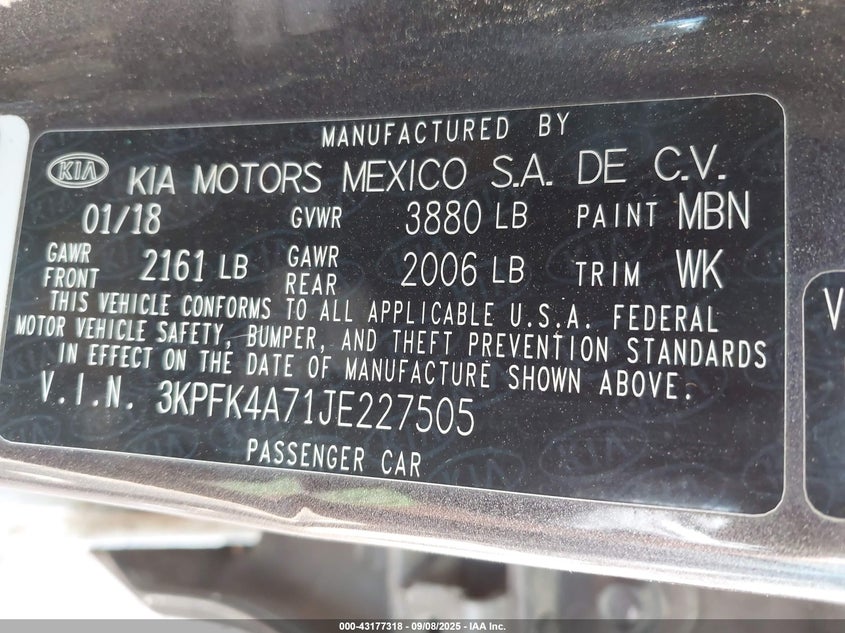 MANUFACTURED BY
KIA KIA MOTORS MEXICO S.A. DE C.V.
01/18 GVWR 3880 LB PAINT MBN
GAWR FRONT 2161 LB GAWR REAR 2006 LB TRIM WK
THIS VEHICLE CONFORMS TO ALL APPLICABLE U.S.A. FEDERAL
MOTOR VEHICLE SAFETY, BUMPER, AND THEFT PREVENTION STANDARDS
IN EFFECT ON THE DATE OF MANUFACTURE SHOWN ABOVE.
V.I.N. 3KPFK4A71JE227505
PASSENGER CAR
V
000-43177318 - 09/08/2025 - IAA Inc.